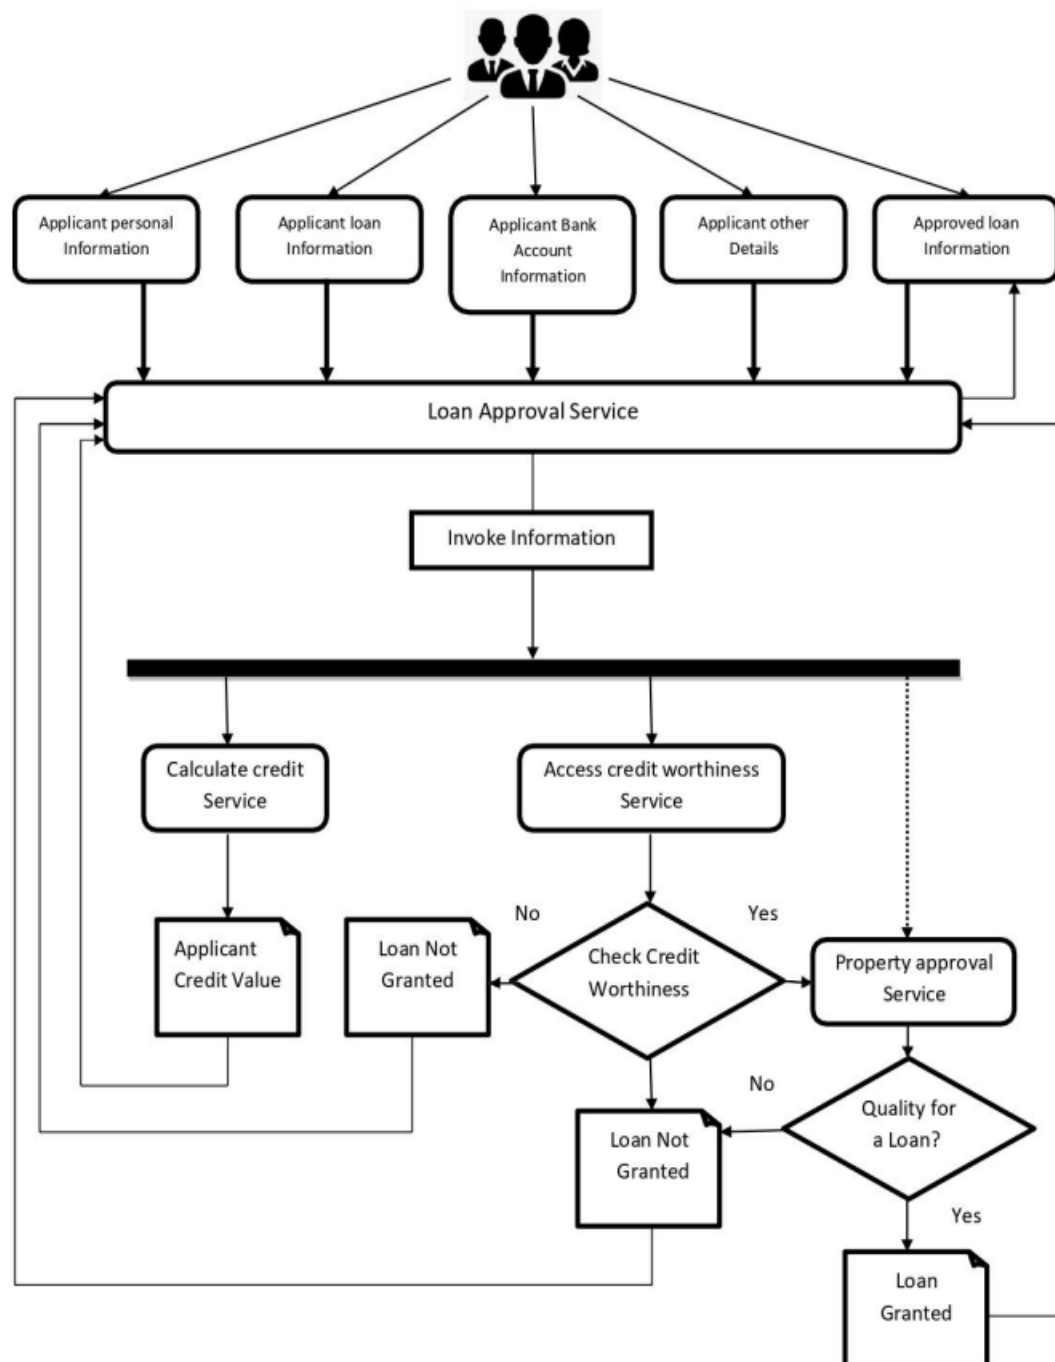 Applicant personal
Information
Applicant loan
Information
Applicant Bank
Account
Information
Applicant other
Details
Approved loan
Information
Loan Approval Service
Invoke Information
Calculate credit
Service
Access credit worthiness
Service
No
Yes
Applicant
Credit Value
Loan Not
Granted
Check Credit
Worthiness
Property approval
Service
No
Loan Not
Granted
Quality for
a Loan?
Yes
Loan
Granted